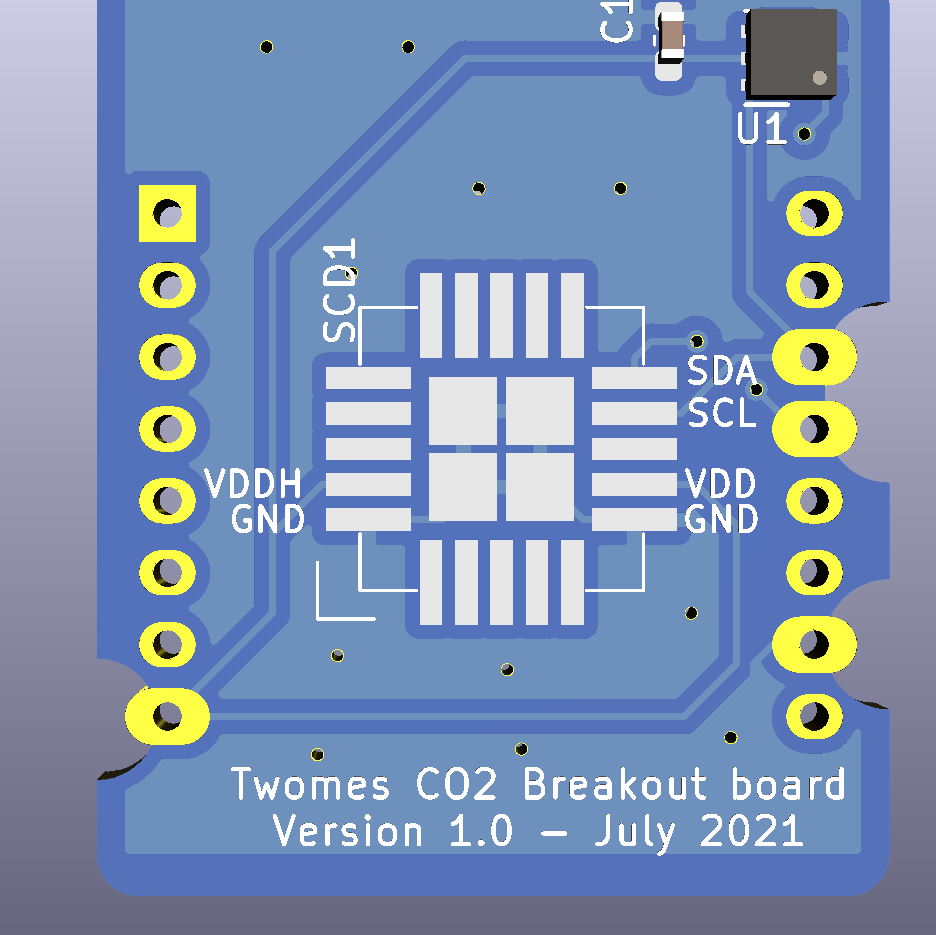 C1
U1
SCD1
SDA
SCL
VDDH
VDD
GND
GND
Twomes CO2 Breakout board
Version 1.0 – July 2021